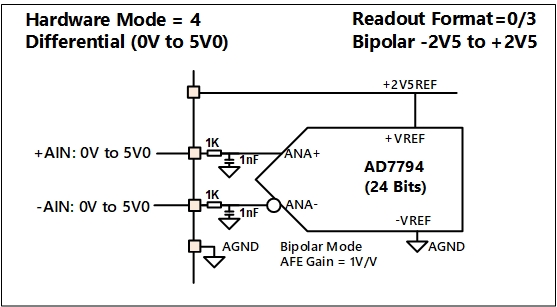 Hardware Mode = 4
Differential (0V to 5V0)
Readout Format=0/3
Bipolar -2V5 to +2V5
+2V5REF
+VREF
1K
+AIN: 0V to 5V0
1nF
ANA+
AD7794
(24 Bits)
1K
-AIN: 0V to 5V0
1nF
ANA-
-VREF
AGND
Bipolar Mode
AFE Gain = 1V/V
AGND